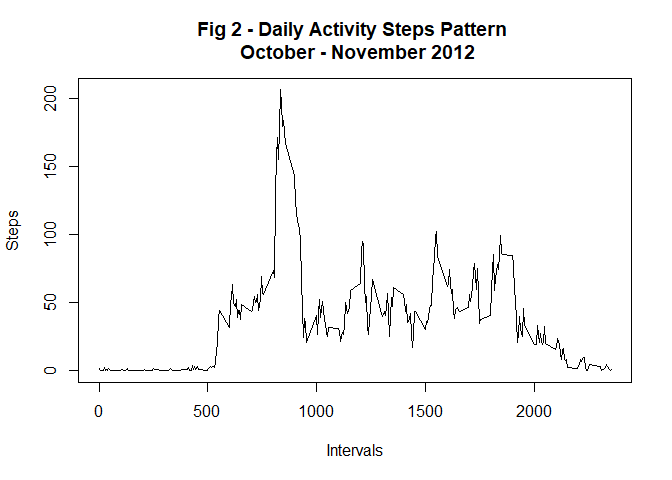 Fig 2 - Daily Activity Steps Pattern
October - November 2012
Steps
200
150
100
50
0
0 500 1000 1500 2000
Intervals